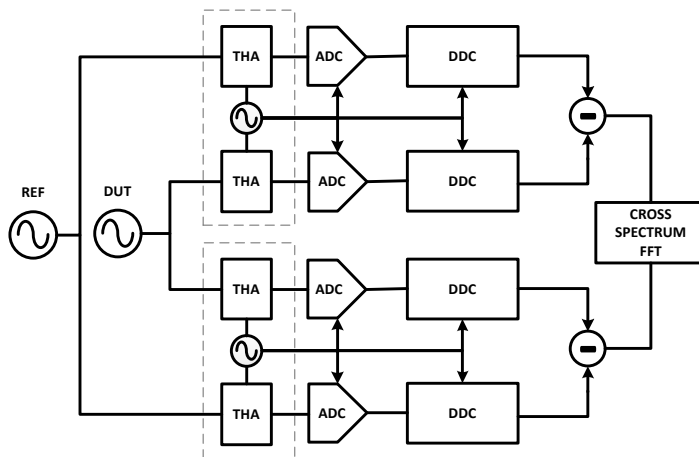 THA
ADC
DDC
THA
ADC
DDC
REF
DUT
CROSS
SPECTRUM
FFT
THA
ADC
DDC
THA
ADC
DDC